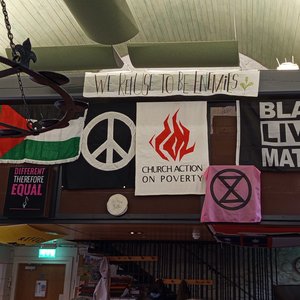 WE REFUSE TO BE ENEMIES
CHURCH ACTION
ON POVERTY
BLA
LIV
MAT
DIFFERENT
THEREFORE
EQUAL